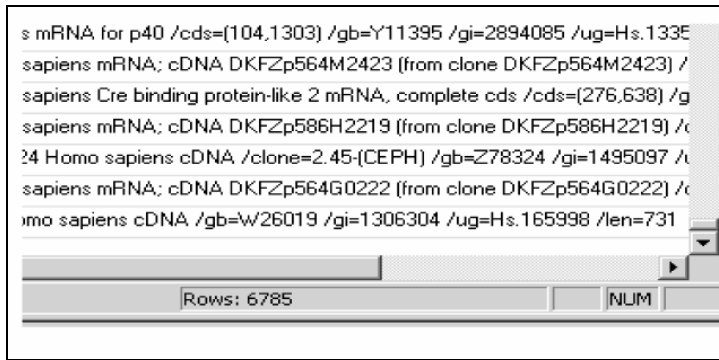 s mRNA for p40 /cds=(104,1303) /gb=Y11395 /gi=2894085 /ug=Hs.1335
sapiens mRNA; cDNA DKFZp564M2423 (from clone DKFZp564M2423) /
sapiens Cre binding protein-like 2 mRNA, complete cds /cds=(276,638) /g
sapiens mRNA; cDNA DKFZp586H2219 (from clone DKFZp586H2219) /c
24 Homo sapiens cDNA /clone=2.45-(CEPH) /gb=Z78324 /gi=1495097 /u
sapiens mRNA; cDNA DKFZp564G0222 (from clone DKFZp564G0222) /c
omo sapiens cDNA /gb=W26019 /gi=1306304 /ug=Hs.165998 /len=731
Rows: 6785 NUM